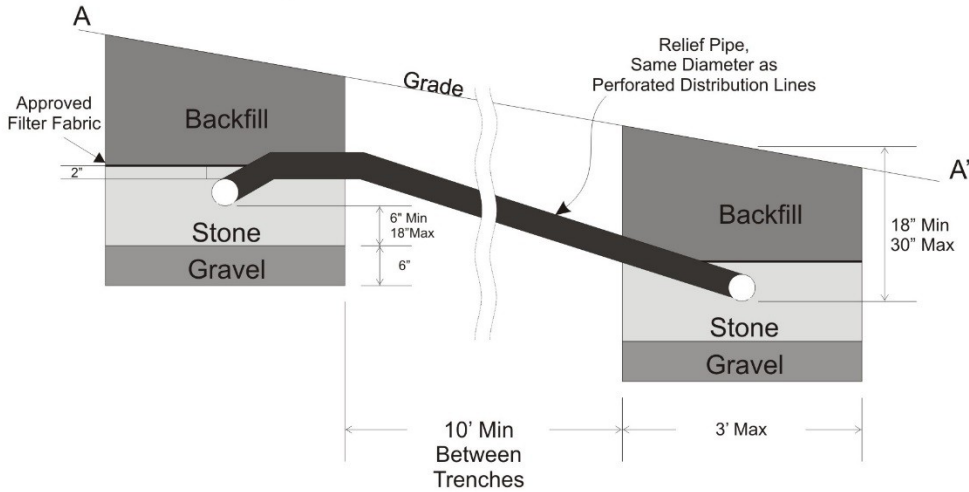 A
Grade
Relief Pipe,
Same Diameter as
Perforated Distribution Lines
Approved
Filter Fabric
Backfill
2"
6" Min
18"Max
Stone
6"
Gravel
A'
Backfill
18" Min
30" Max
Stone
Gravel
10' Min
Between
Trenches
3' Max